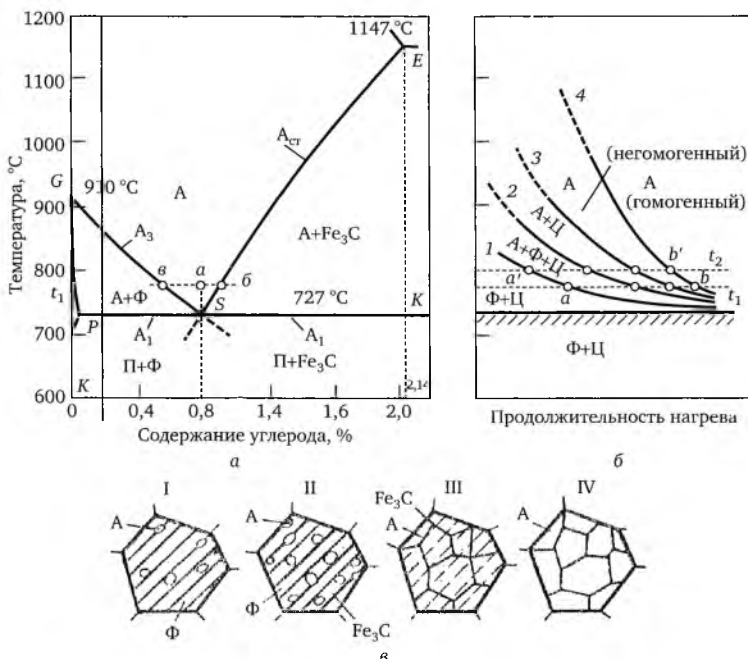 1200
1147 °C
E
1100
4
Aст
1000
3
(негомогенный)
910 °C
A
A
G
2
A
900
(гомогенный)
A+Ц
A3
A+Fe3C
1
A+Ф+Ц
b'
t2
в
a
б
800
a'
b
t1
t1
A+Ф
S
727 °C
K
Ф+Ц
a
P
A1
A1
700
П+Ф
П+Fe3C
Ф+Ц
K
2,14
600
0
0,4
0,8
1,4
1,6
2,0
Температура, °C
Содержание углерода, %
Продолжительность нагрева
а
б
I
II
III
IV
Fe3C
A
A
A
A
Ф
Ф
Fe3C
в